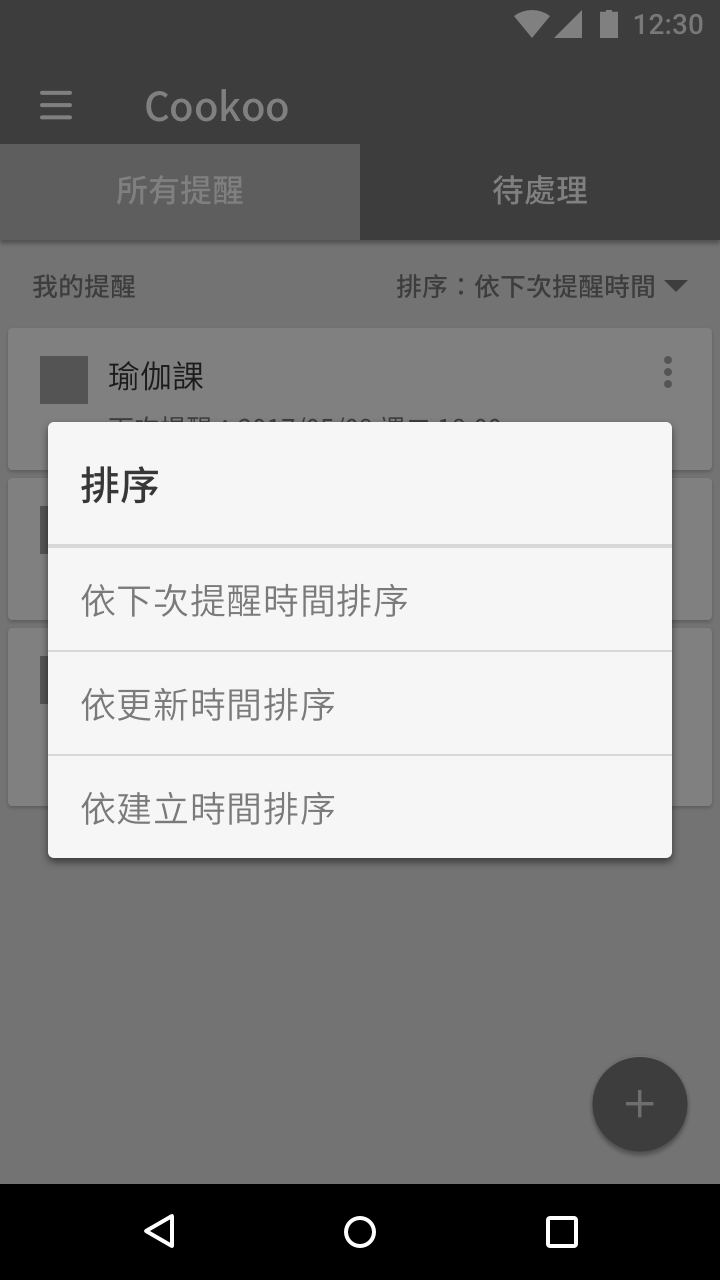 12:30
Cookoo
所有提醒
待處理
我的提醒
排序：依下次提醒時間
瑜伽課
排序
依下次提醒時間排序
依更新時間排序
依建立時間排序